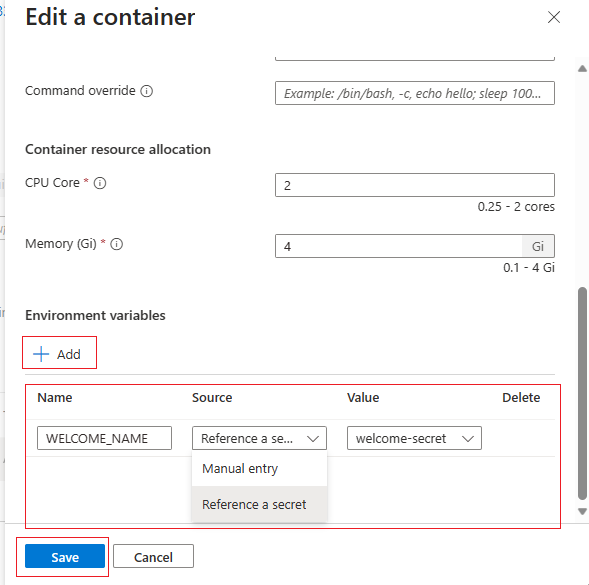 Edit a container
Command override
Example: /bin/bash, -c, echo hello; sleep 100...
Container resource allocation
CPU Core *
2
0.25 - 2 cores
Memory (Gi) *
4 Gi
0.1 - 4 Gi
Environment variables
+ Add
Name Source Value Delete
WELCOME_NAME Reference a se... welcome-secret
Manual entry
Reference a secret
Save Cancel